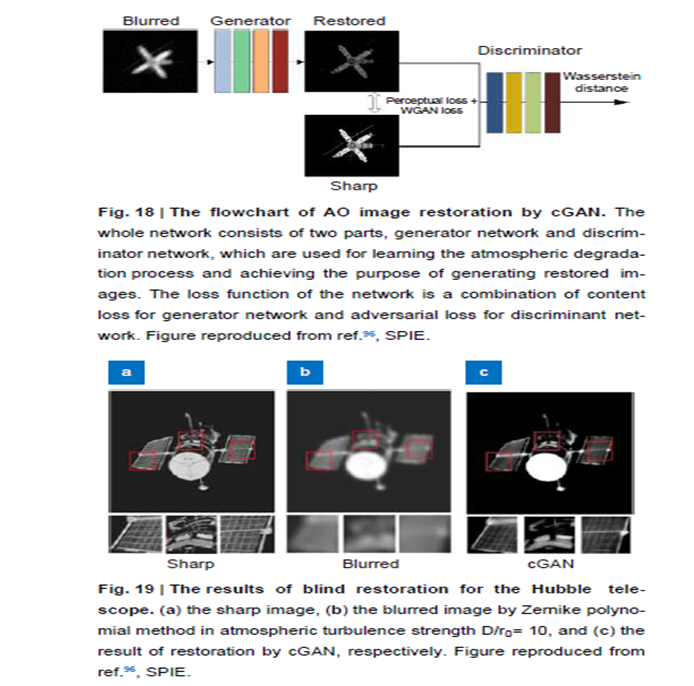 Blurred Generator Restored
Discriminator
Wasserstein
distance
Perceptual loss +
WGAN loss
Sharp
Fig. 18 | The flowchart of AO image restoration by cGAN. The
whole network consists of two parts, generator network and discrim-
inator network, which are used for learning the atmospheric degrada-
tion process and achieving the purpose of generating restored im-
ages. The loss function of the network is a combination of content
loss for generator network and adversarial loss for discriminant net-
work. Figure reproduced from ref.⁹⁶, SPIE.
a b c
Sharp Blurred cGAN
Fig. 19 | The results of blind restoration for the Hubble tele-
scope. (a) the sharp image, (b) the blurred image by Zernike polyno-
mial method in atmospheric turbulence strength D/r₀= 10, and (c) the
result of restoration by cGAN, respectively. Figure reproduced from
ref.⁹⁶, SPIE.